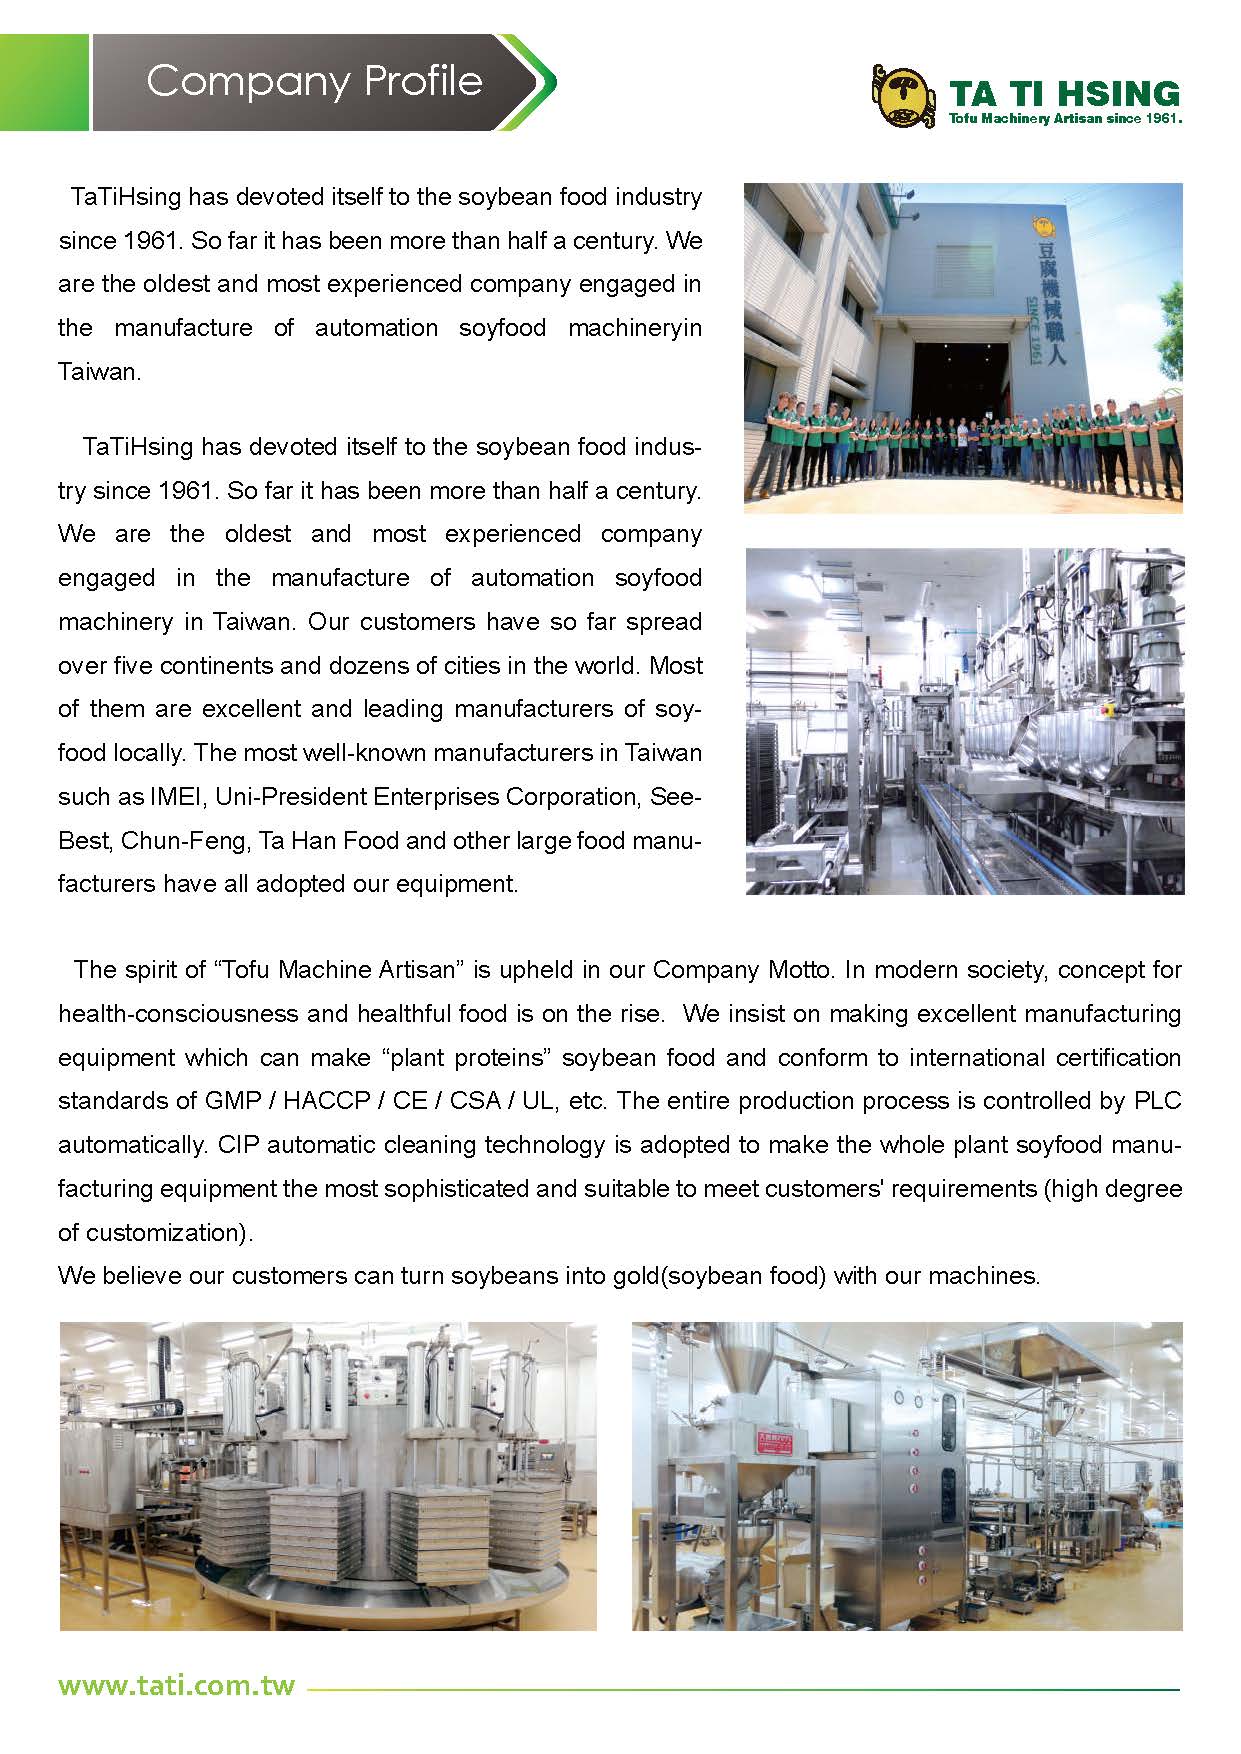 Company Profile
TA TI HSING
Tofu Machinery Artisan since 1961.
TaTiHsing has devoted itself to the soybean food industry
since 1961. So far it has been more than half a century. We
are the oldest and most experienced company engaged in
the manufacture of automation soyfood machineryin
Taiwan.
豆腐機械職人
SINCE 1961
TaTiHsing has devoted itself to the soybean food indus-
try since 1961. So far it has been more than half a century.
We are the oldest and most experienced company
engaged in the manufacture of automation soyfood
machinery in Taiwan. Our customers have so far spread
over five continents and dozens of cities in the world. Most
of them are excellent and leading manufacturers of soy-
food locally. The most well-known manufacturers in Taiwan
such as IMEI, Uni-President Enterprises Corporation, See-
Best, Chun-Feng, Ta Han Food and other large food manu-
facturers have all adopted our equipment.
The spirit of “Tofu Machine Artisan” is upheld in our Company Motto. In modern society, concept for
health-consciousness and healthful food is on the rise.  We insist on making excellent manufacturing
equipment which can make “plant proteins” soybean food and conform to international certification
standards of GMP / HACCP / CE / CSA / UL, etc. The entire production process is controlled by PLC
automatically. CIP automatic cleaning technology is adopted to make the whole plant soyfood manu-
facturing equipment the most sophisticated and suitable to meet customers' requirements (high degree
of customization).
We believe our customers can turn soybeans into gold(soybean food) with our machines.
www.tati.com.tw